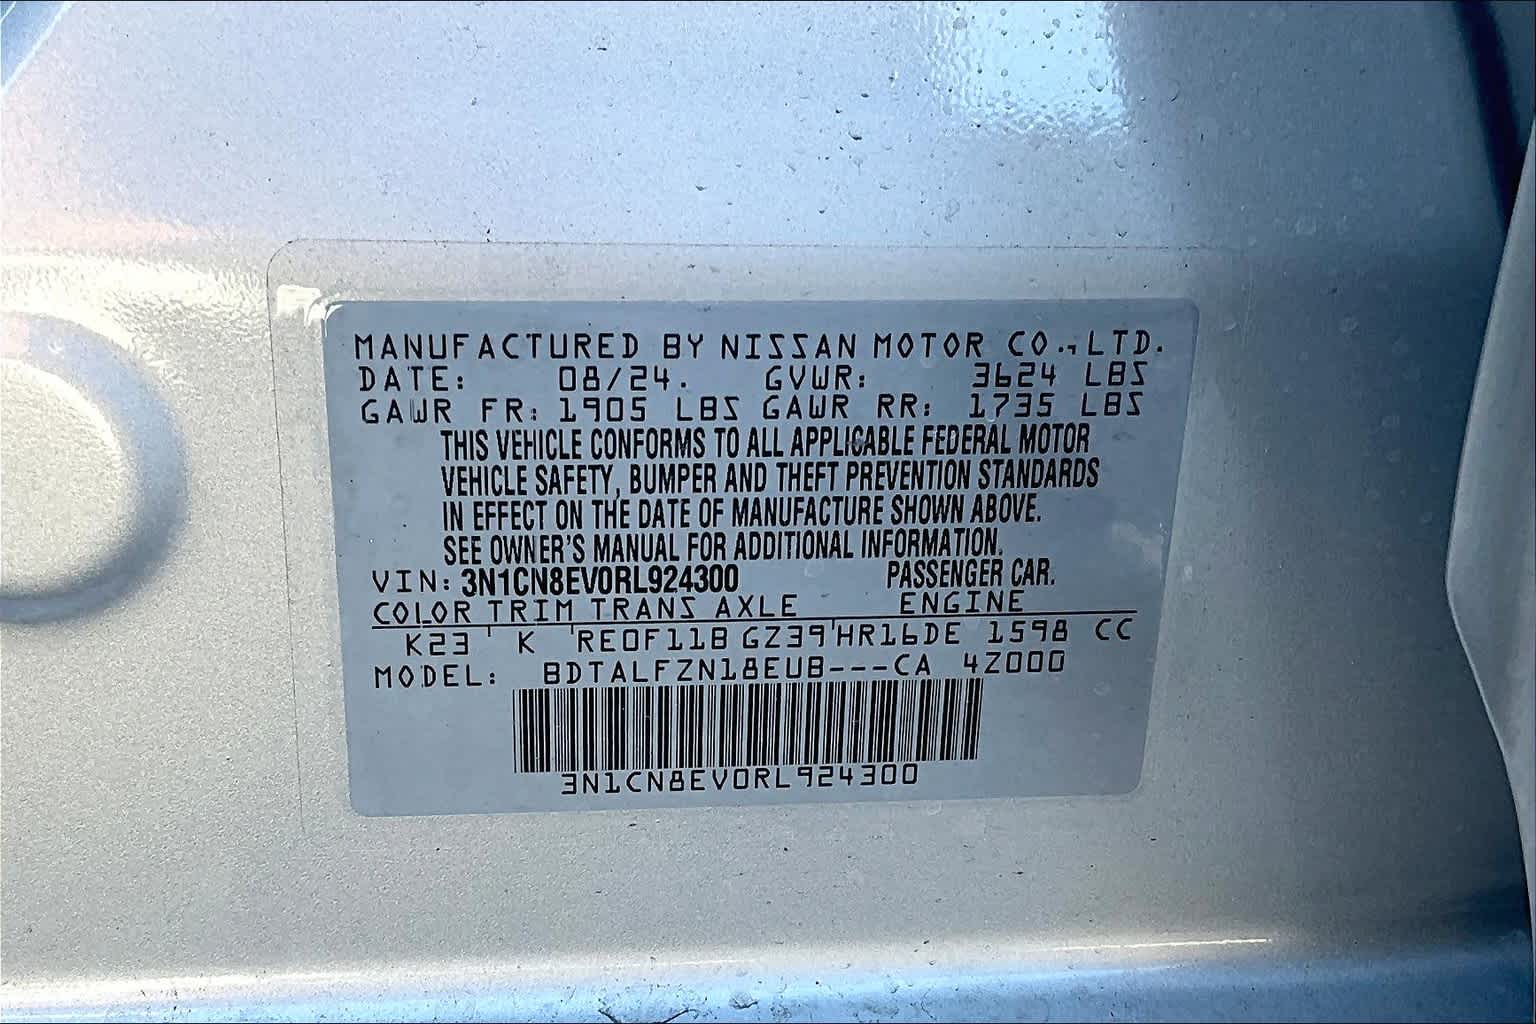 MANUFACTURED BY NISSAN MOTOR CO.,LTD.
DATE: 08/24. GVWR: 3624 LBS
GAWR FR: 1905 LBS GAWR RR: 1735 LBS
THIS VEHICLE CONFORMS TO ALL APPLICABLE FEDERAL MOTOR
VEHICLE SAFETY, BUMPER AND THEFT PREVENTION STANDARDS
IN EFFECT ON THE DATE OF MANUFACTURE SHOWN ABOVE.
SEE OWNER'S MANUAL FOR ADDITIONAL INFORMATION.
VIN: 3N1CN8EV0RL924300 PASSENGER CAR.
COLOR TRIM TRANS AXLE ENGINE
K23 K RE0F11B GZ39 HR16DE 1598 CC
MODEL: BDTALFZN18EUB---CA 4Z000
3N1CN8EV0RL924300